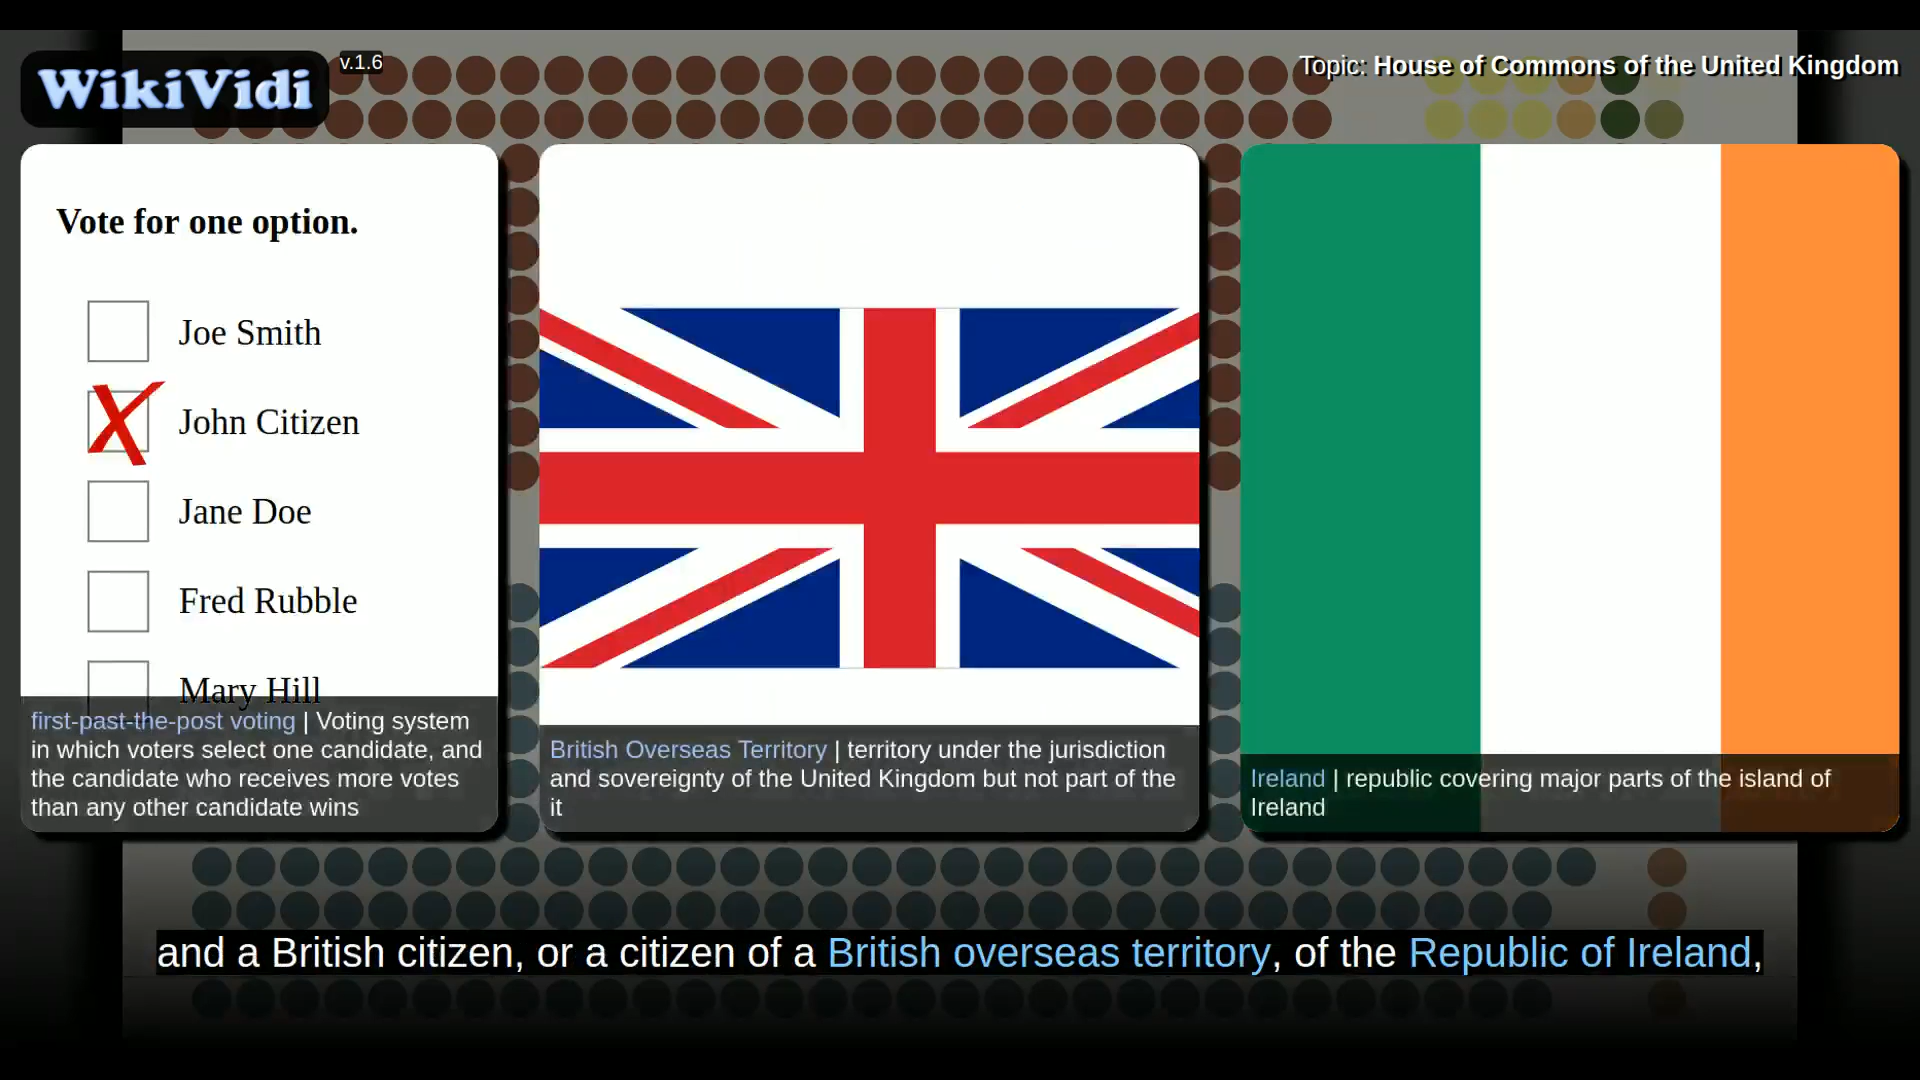 WikiVidi
v.1.6
Topic: House of Commons of the United Kingdom
Vote for one option.
Joe Smith
John Citizen
Jane Doe
Fred Rubble
Mary Hill
first-past-the-post voting | Voting system
in which voters select one candidate, and
the candidate who receives more votes
than any other candidate wins
British Overseas Territory | territory under the jurisdiction
and sovereignty of the United Kingdom but not part of the
it
Ireland | republic covering major parts of the island of
Ireland
and a British citizen, or a citizen of a British overseas territory, of the Republic of Ireland,